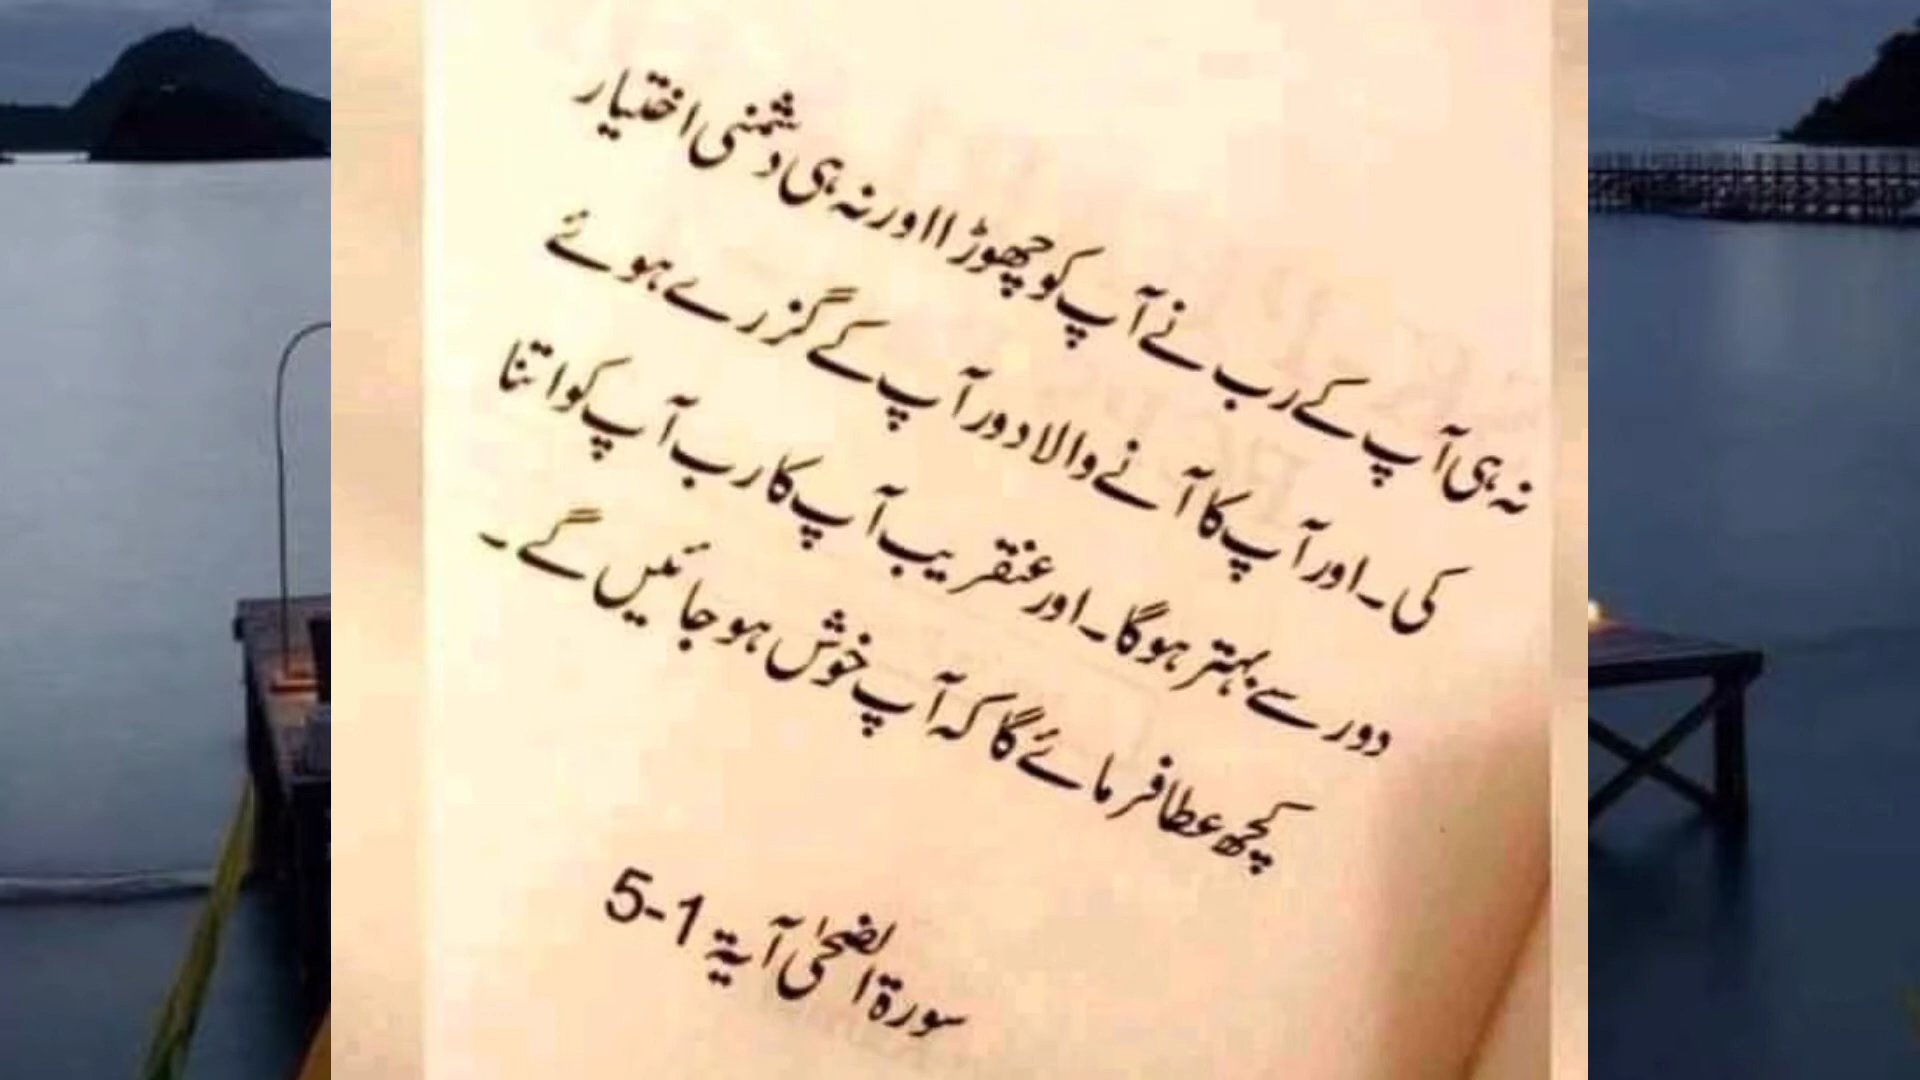 نہ ہی آپ کے رب نے آپ کو چھوڑا اور نہ ہی دشمنی اختیار
کی ۔ اور آپ کا آنے والا دور آپ کے گزرے ہوئے
دور سے بہتر ہوگا ۔ اور عنقریب آپ کا رب آپ کو اتنا
کچھ عطا فرمائے گا کہ آپ خوش ہو جائیں گے ۔
سورۃ الضحٰی آیۃ 1-5